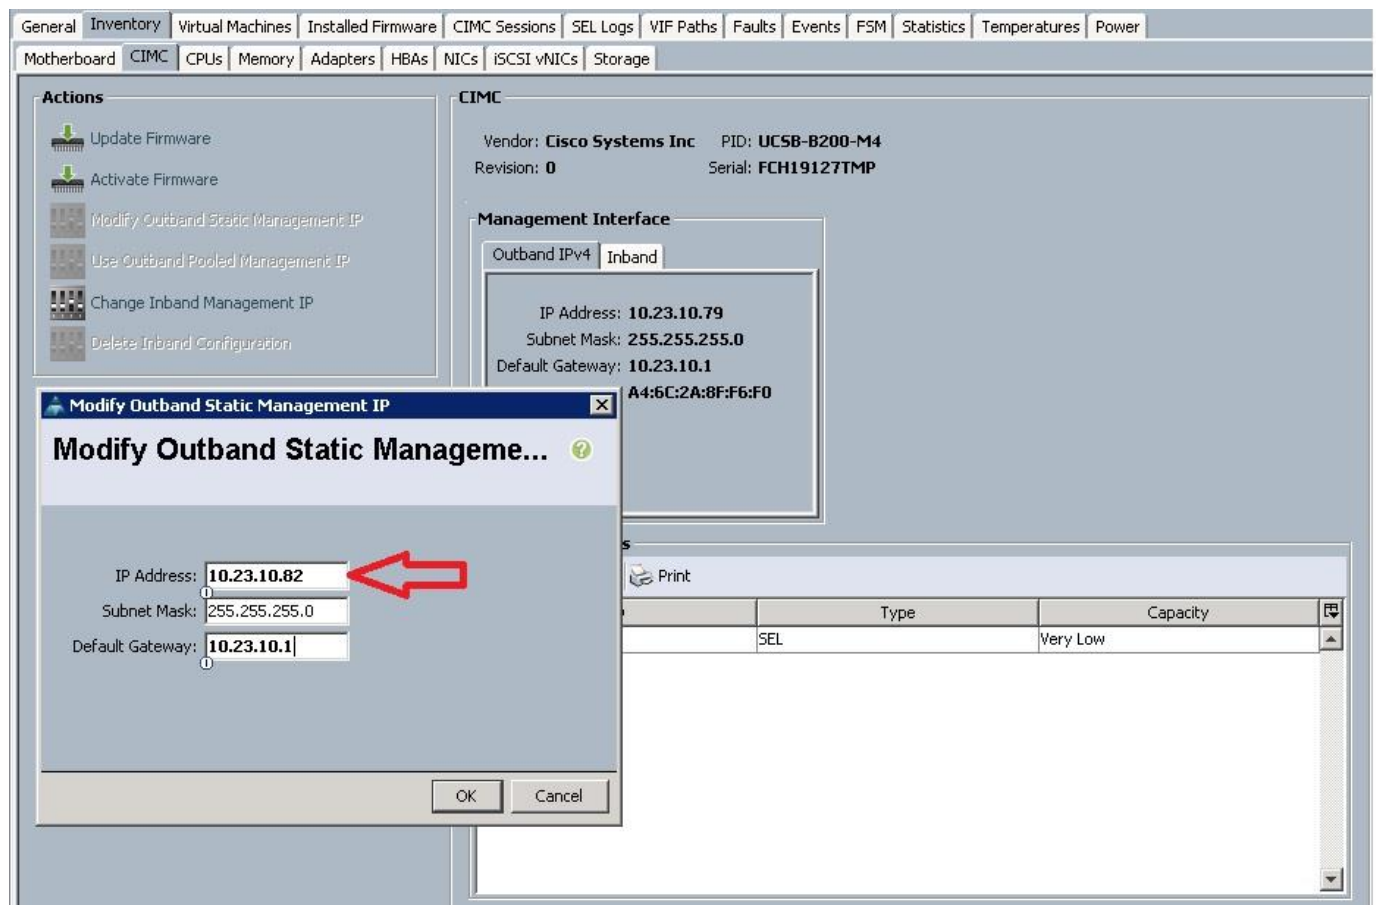 General Inventory Virtual Machines Installed Firmware CIMC Sessions SEL Logs VIF Paths Faults Events FSM Statistics Temperatures Power
Motherboard CIMC CPUs Memory Adapters HBAs NICs iSCSI vNICs Storage
Actions
Update Firmware
Activate Firmware
Modify Outband Static Management IP
Use Outband Pooled Management IP
Change Inband Management IP
Delete Inband Configuration
CIMC
Vendor: Cisco Systems Inc PID: UCSB-B200-M4
Revision: 0 Serial: FCH19127TMP
Management Interface
Outband IPv4 Inband
IP Address: 10.23.10.79
Subnet Mask: 255.255.255.0
Default Gateway: 10.23.10.1
A4:6C:2A:8F:F6:F0
Modify Outband Static Management IP
Modify Outband Static Manageme...
IP Address: 10.23.10.82
Subnet Mask: 255.255.255.0
Default Gateway: 10.23.10.1
OK Cancel
s
Print
Type Capacity
SEL Very Low